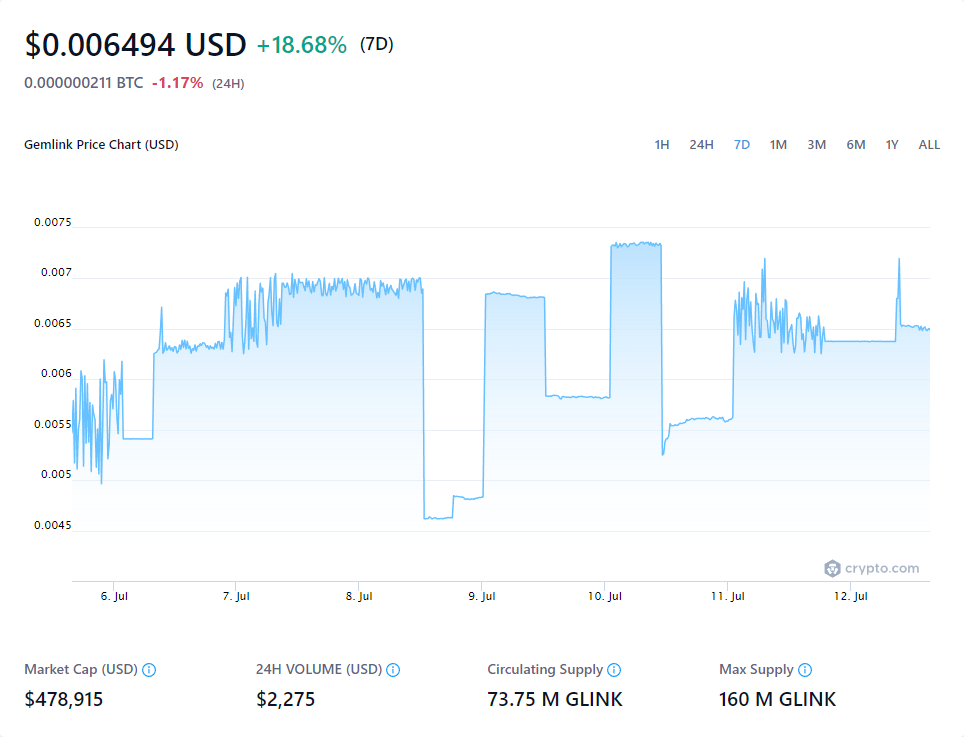 $0.006494 USD +18.68% (7D)
0.000000211 BTC -1.17% (24H)
Gemlink Price Chart (USD) 1H 24H 7D 1M 3M 6M 1Y ALL
0.0075
0.007
0.0065
0.006
0.0055
0.005
0.0045
crypto.com
6. Jul 7. Jul 8. Jul 9. Jul 10. Jul 11. Jul 12. Jul
Market Cap (USD) 24H VOLUME (USD) Circulating Supply Max Supply
$478,915 $2,275 73.75 M GLINK 160 M GLINK